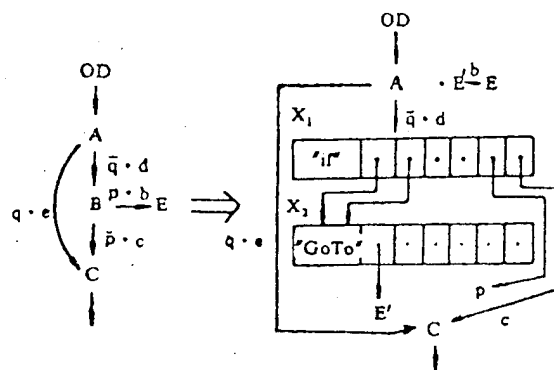 OD
A
q̄ · d
p · b
B E
q · e
p̄ · c
C
OD
A · E' b E
X₁ q̄ · d
"if" · · · · · ·
X₂
"GoTo" · · · · · ·
q · e
E'
p
c
C